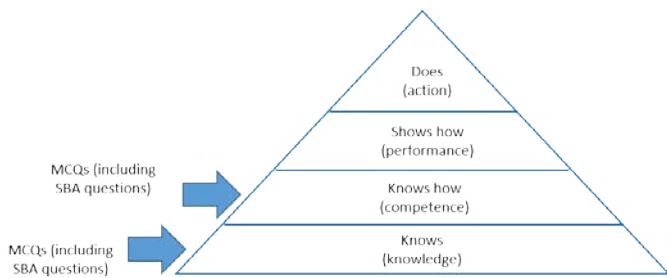 Does
(action)
Shows how
(performance)
MCQs (including
SBA questions)
Knows how
(competence)
Knows
(knowledge)
MCQs (including
SBA questions)